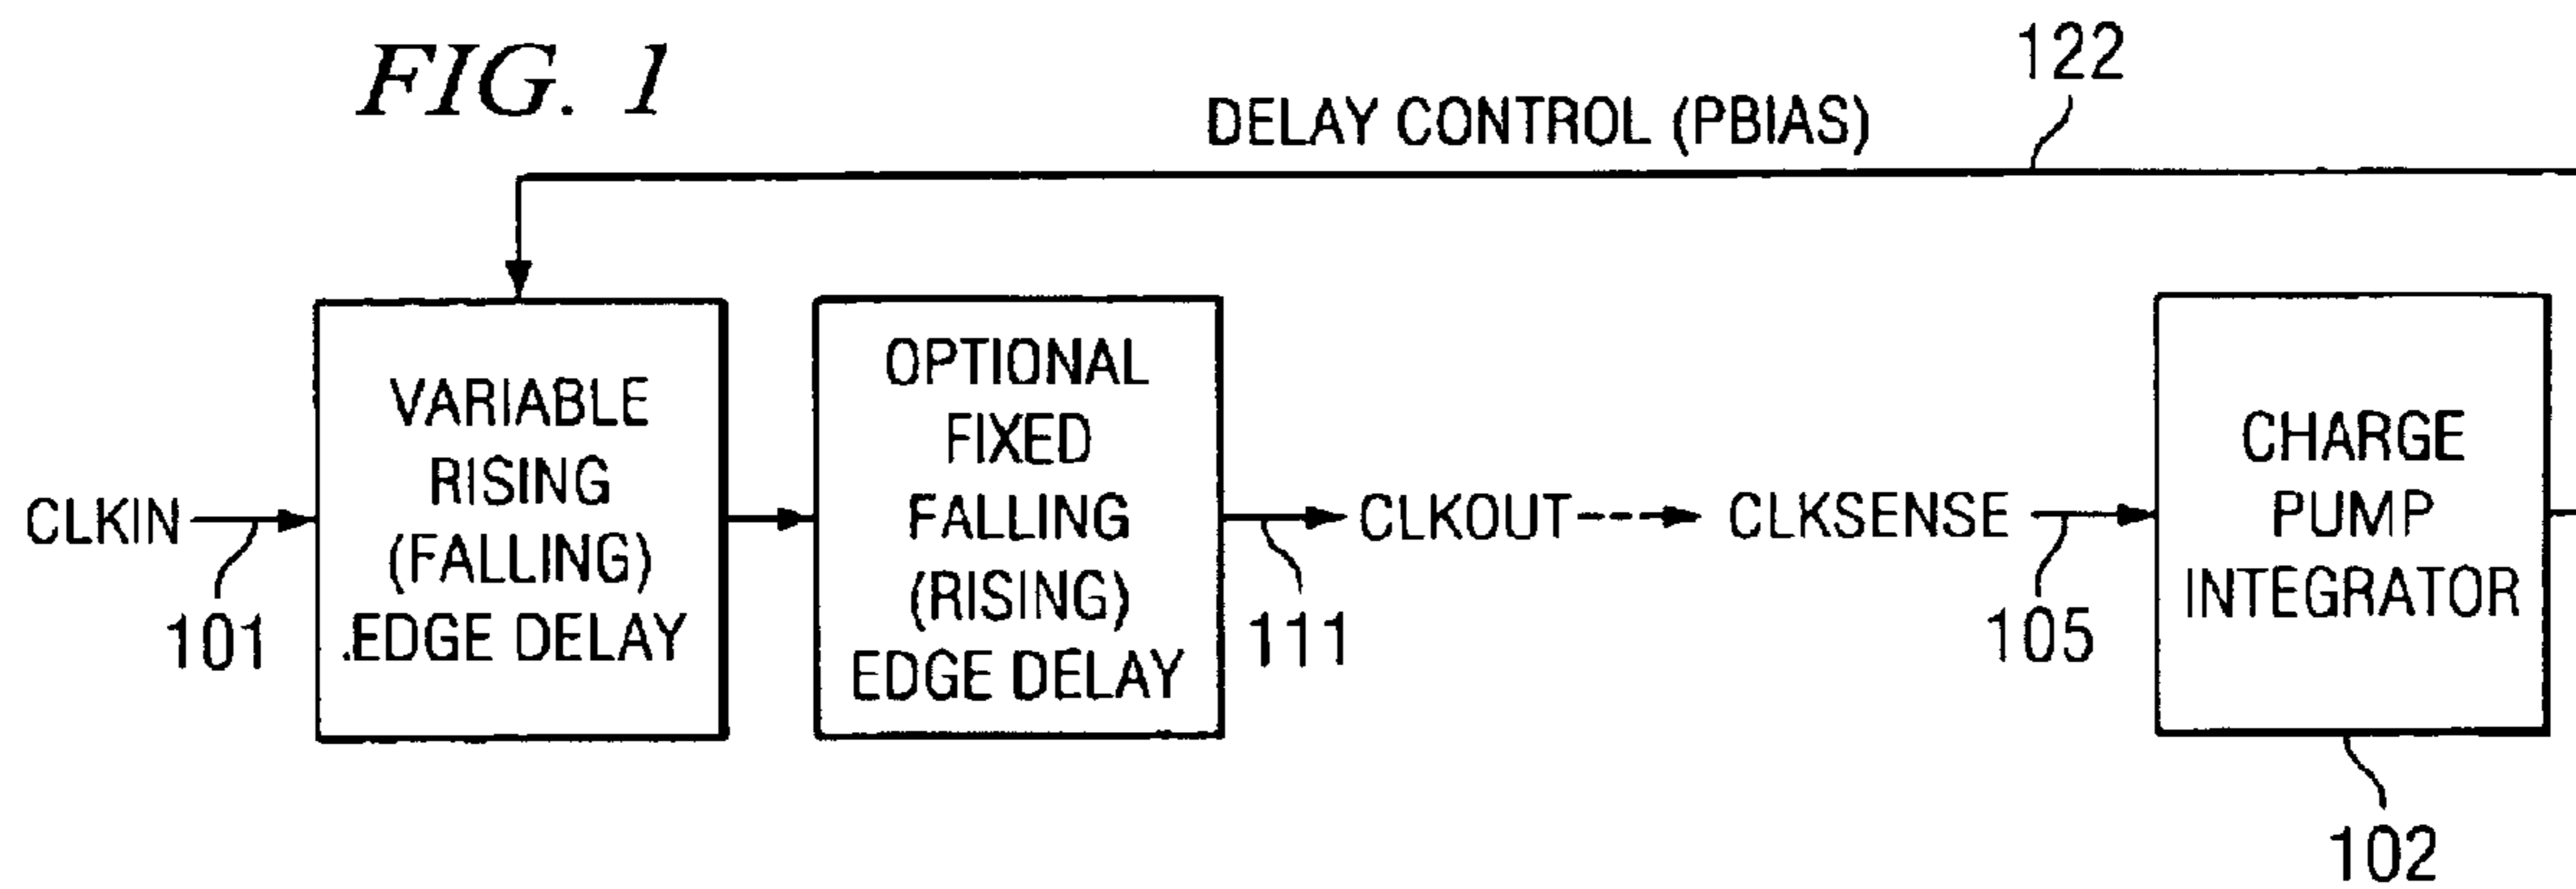 FIG. 1
122
DELAY CONTROL (PBIAS)
CLKIN
101
VARIABLE
RISING
(FALLING)
.EDGE DELAY
OPTIONAL
FIXED
FALLING
(RISING)
EDGE DELAY
111
CLKOUT
CLKSENSE
105
CHARGE
PUMP
INTEGRATOR
102